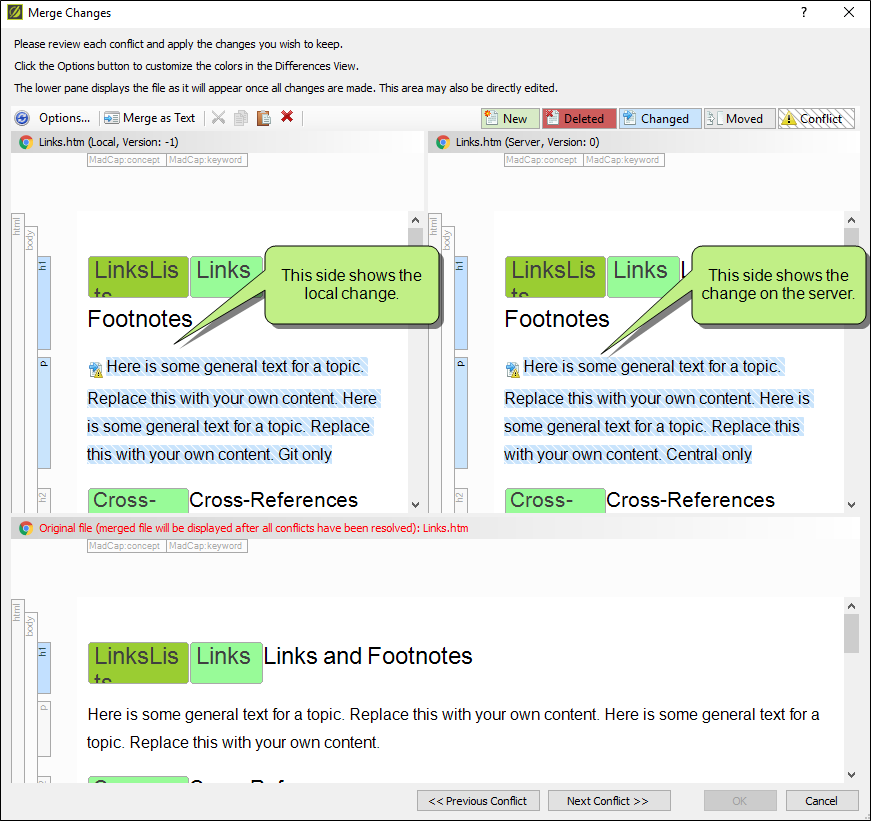 Merge Changes
?
Please review each conflict and apply the changes you wish to keep.
Click the Options button to customize the colors in the Differences View.
The lower pane displays the file as it will appear once all changes are made. This area may also be directly edited.
Options... Merge as Text New Deleted Changed Moved Conflict
Links.htm (Local, Version: -1)
MadCap:concept MadCap:keyword
html
body
h1
LinksLis
ts
Links
Footnotes
This side shows the
local change.
p
Here is some general text for a topic.
Replace this with your own content. Here
is some general text for a topic. Replace
this with your own content. Git only
h2
Cross-
Cross-References
Links.htm (Server, Version: 0)
MadCap:concept MadCap:keyword
html
body
h1
LinksLis
ts
Links
Footnotes
This side shows the
change on the server.
p
Here is some general text for a topic.
Replace this with your own content. Here is
some general text for a topic. Replace this
with your own content. Central only
h2
Cross-
Cross-References
Original file (merged file will be displayed after all conflicts have been resolved): Links.htm
MadCap:concept MadCap:keyword
html
body
h1
LinksLis
ts
Links
Links and Footnotes
p
Here is some general text for a topic. Replace this with your own content. Here is some general text for a
topic. Replace this with your own content.
Cross-References
<< Previous Conflict Next Conflict >> OK Cancel